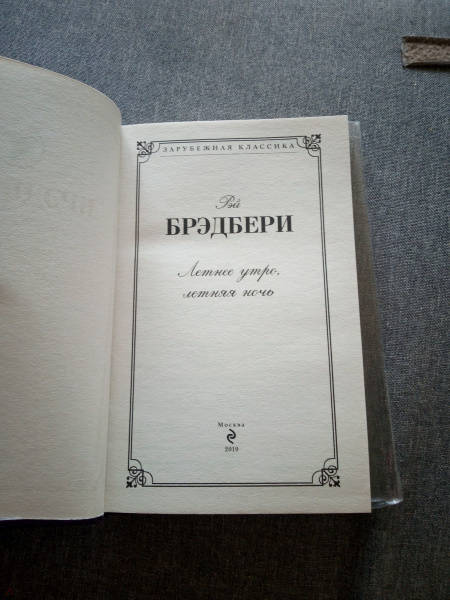 ЗАРУБЕЖНАЯ КЛАССИКА
Рэй
БРЭДБЕРИ
Летнее утро,
летняя ночь
Москва
2019